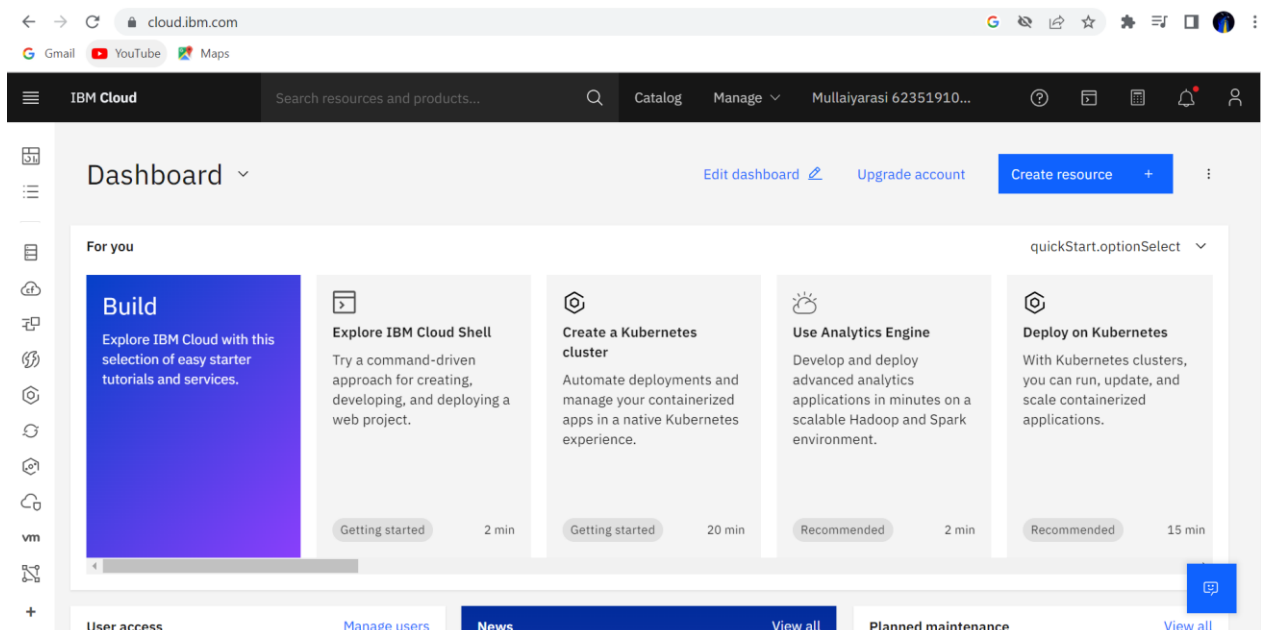 cloud.ibm.com
Gmail YouTube Maps
IBM Cloud Search resources and products... Catalog Manage Mullaiyarasi 62351910...
Dashboard Edit dashboard Upgrade account Create resource +
For you quickStart.optionSelect
Build
Explore IBM Cloud with this
selection of easy starter
tutorials and services.
Explore IBM Cloud Shell
Try a command-driven
approach for creating,
developing, and deploying a
web project.
Getting started 2 min
Create a Kubernetes
cluster
Automate deployments and
manage your containerized
apps in a native Kubernetes
experience.
Getting started 20 min
Use Analytics Engine
Develop and deploy
advanced analytics
applications in minutes on a
scalable Hadoop and Spark
environment.
Recommended 2 min
Deploy on Kubernetes
With Kubernetes clusters,
you can run, update, and
scale containerized
applications.
Recommended 15 min
vm
+
User access Manage users
News View all
Planned maintenance View all